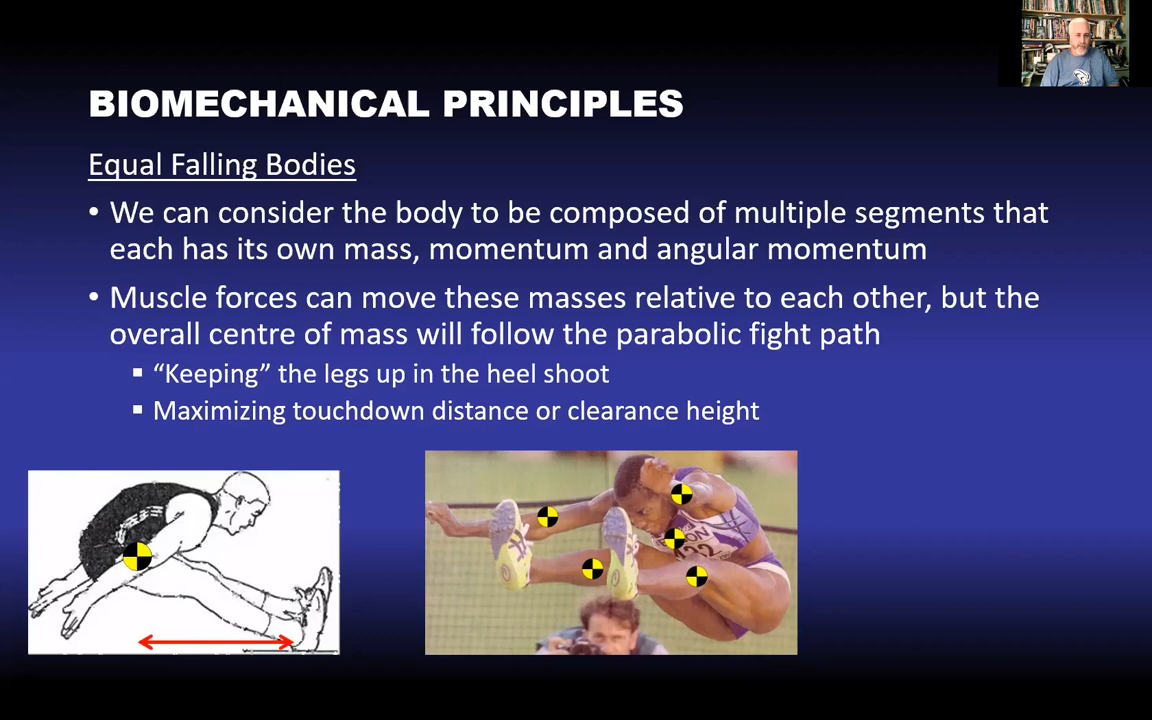 BIOMECHANICAL PRINCIPLES
Equal Falling Bodies
• We can consider the body to be composed of multiple segments that
each has its own mass, momentum and angular momentum
• Muscle forces can move these masses relative to each other, but the
overall centre of mass will follow the parabolic fight path
▪ “Keeping” the legs up in the heel shoot
▪ Maximizing touchdown distance or clearance height